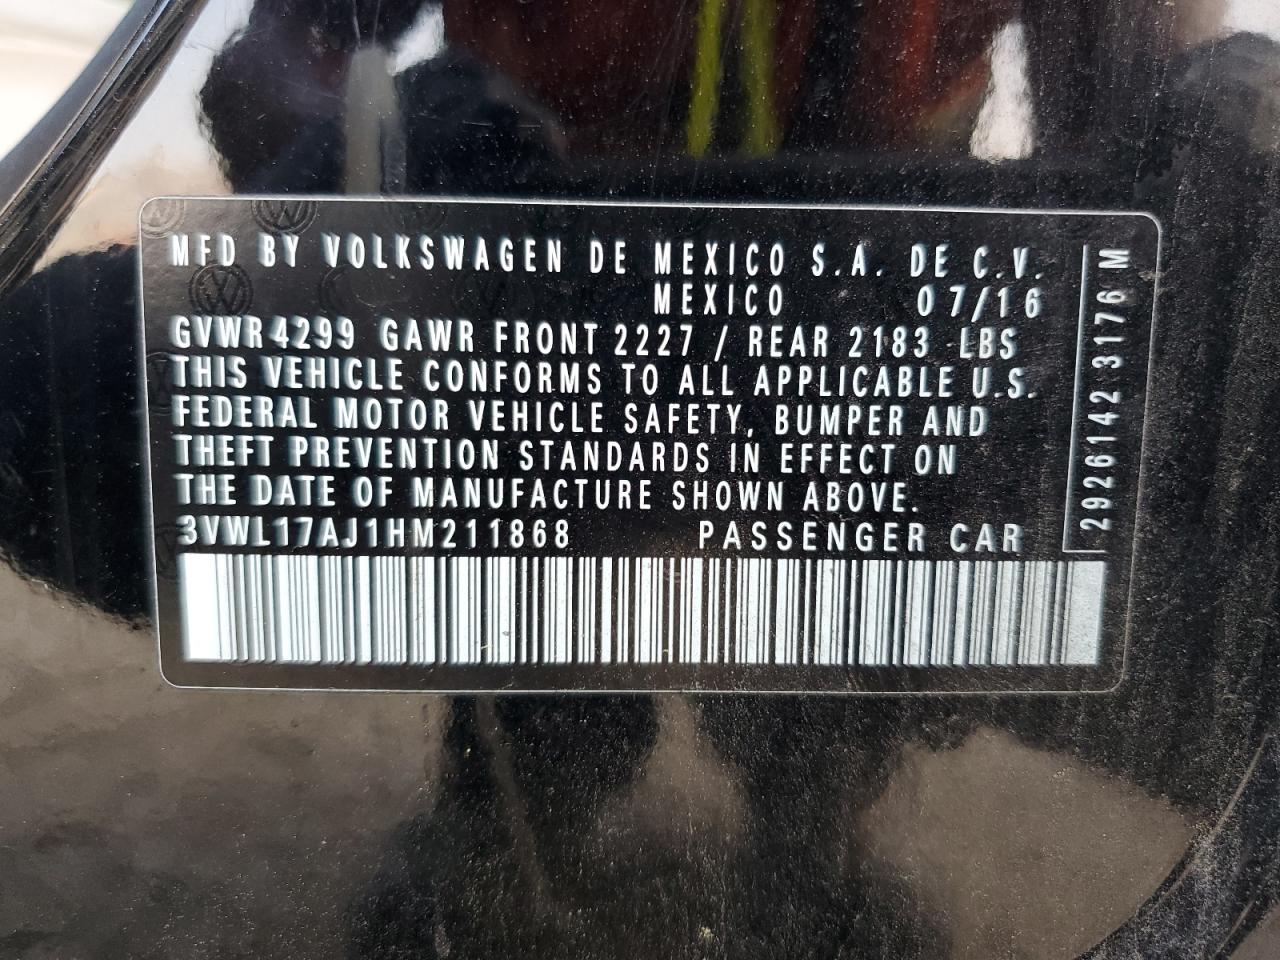 MFD BY VOLKSWAGEN DE MEXICO S.A. DE C.V.
MEXICO 07/16
GVWR 4299 GAWR FRONT 2227 / REAR 2183 LBS
THIS VEHICLE CONFORMS TO ALL APPLICABLE U.S.
FEDERAL MOTOR VEHICLE SAFETY, BUMPER AND
THEFT PREVENTION STANDARDS IN EFFECT ON
THE DATE OF MANUFACTURE SHOWN ABOVE.
3VWL17AJ1HM211868 PASSENGER CAR
2926142 3176 M